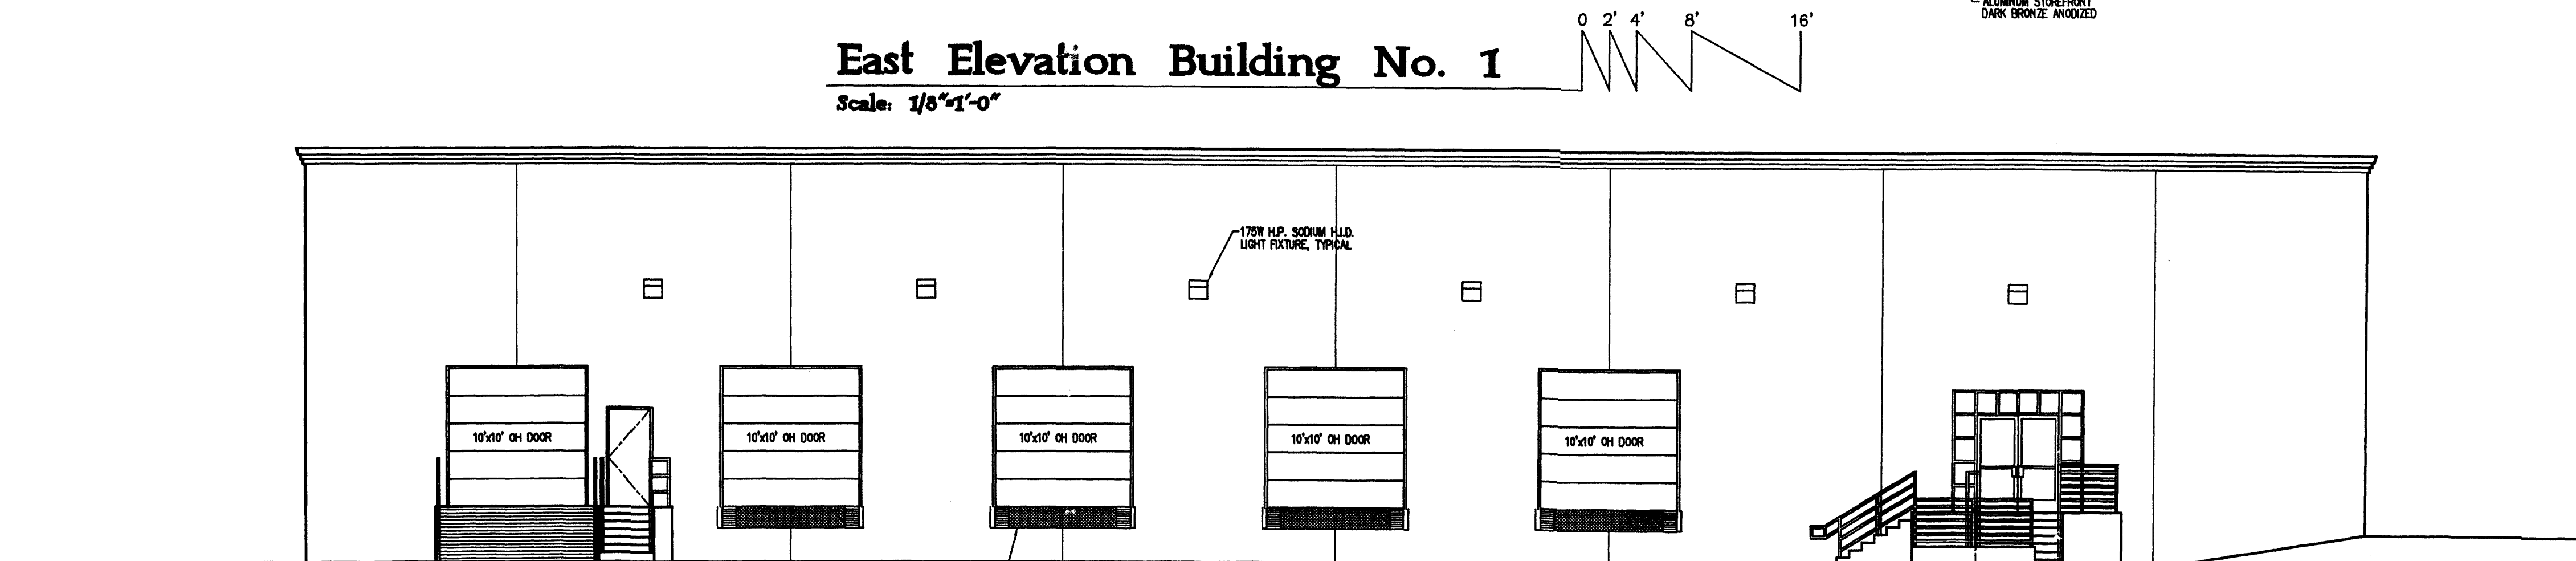 0 2' 4' 8' 16'
ALUMINUM STOREFRONT
DARK BRONZE ANODIZED
East Elevation Building No. 1
Scale: 1/8"=1'-0"
175W H.P. SODIUM H.I.D.
LIGHT FIXTURE, TYPICAL
10'x10' OH DOOR
10'x10' OH DOOR
10'x10' OH DOOR
10'x10' OH DOOR
10'x10' OH DOOR